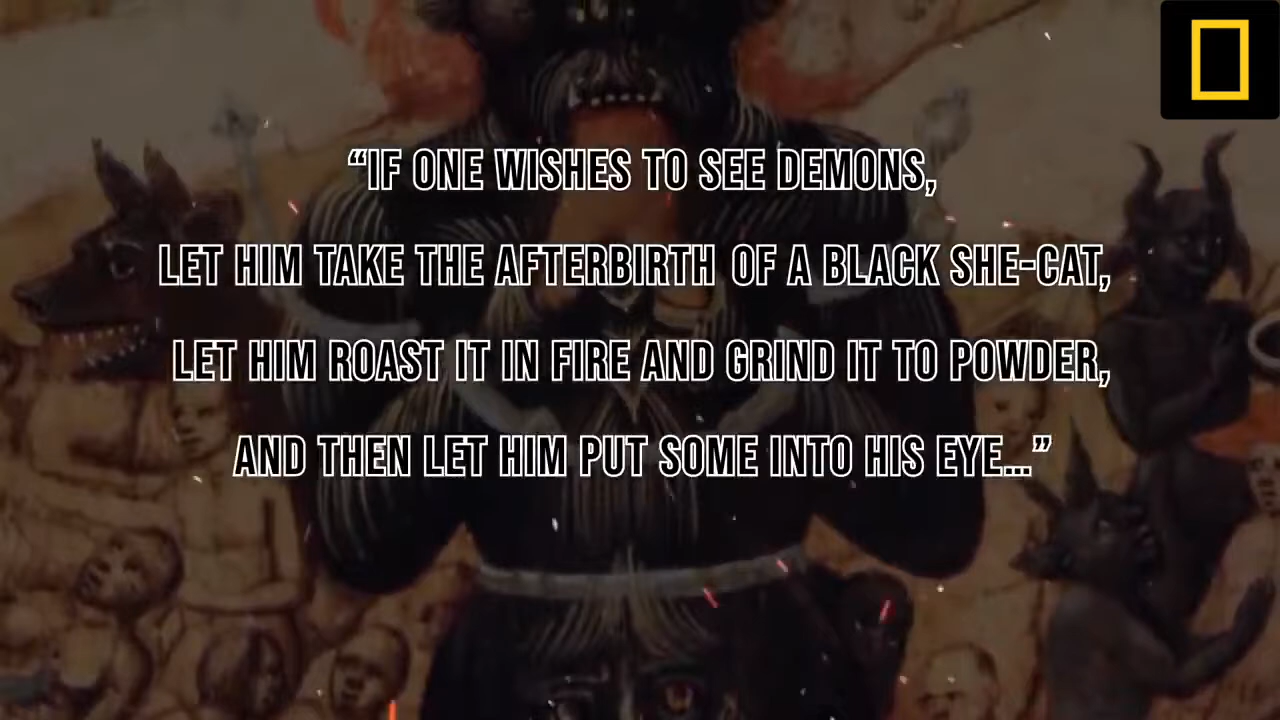 “IF ONE WISHES TO SEE DEMONS,
LET HIM TAKE THE AFTERBIRTH OF A BLACK SHE-CAT,
LET HIM ROAST IT IN FIRE AND GRIND IT TO POWDER,
AND THEN LET HIM PUT SOME INTO HIS EYE...”